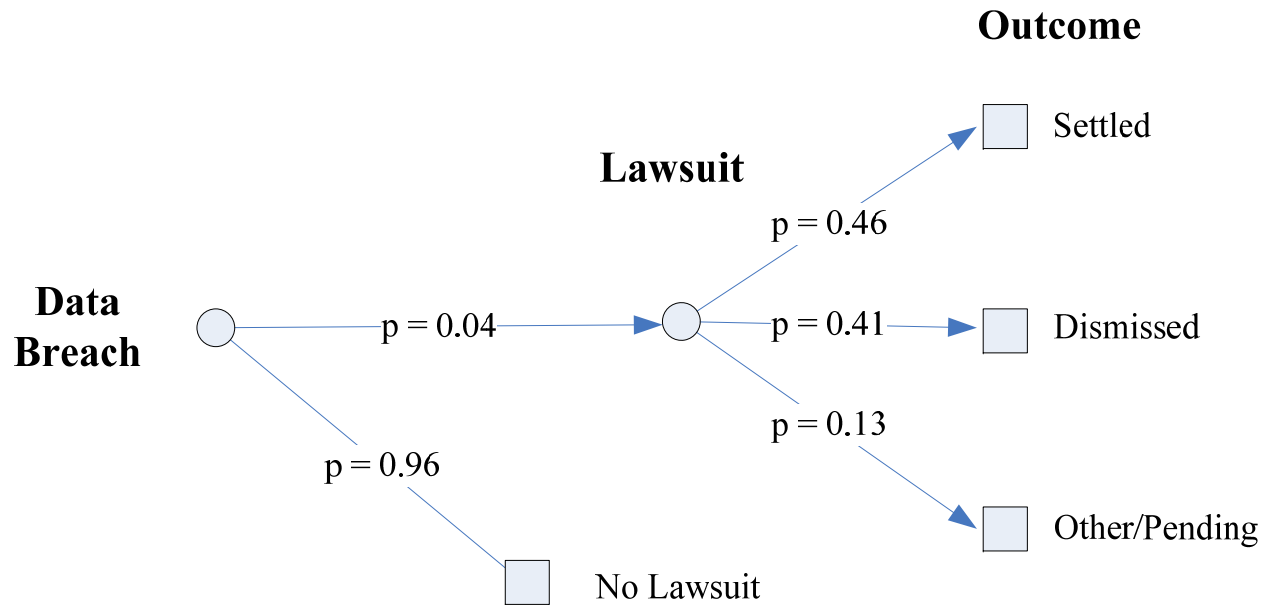 Outcome
Settled
Lawsuit
p = 0.46
Data
Breach
p = 0.04
p = 0.41
Dismissed
p = 0.13
p = 0.96
Other/Pending
No Lawsuit